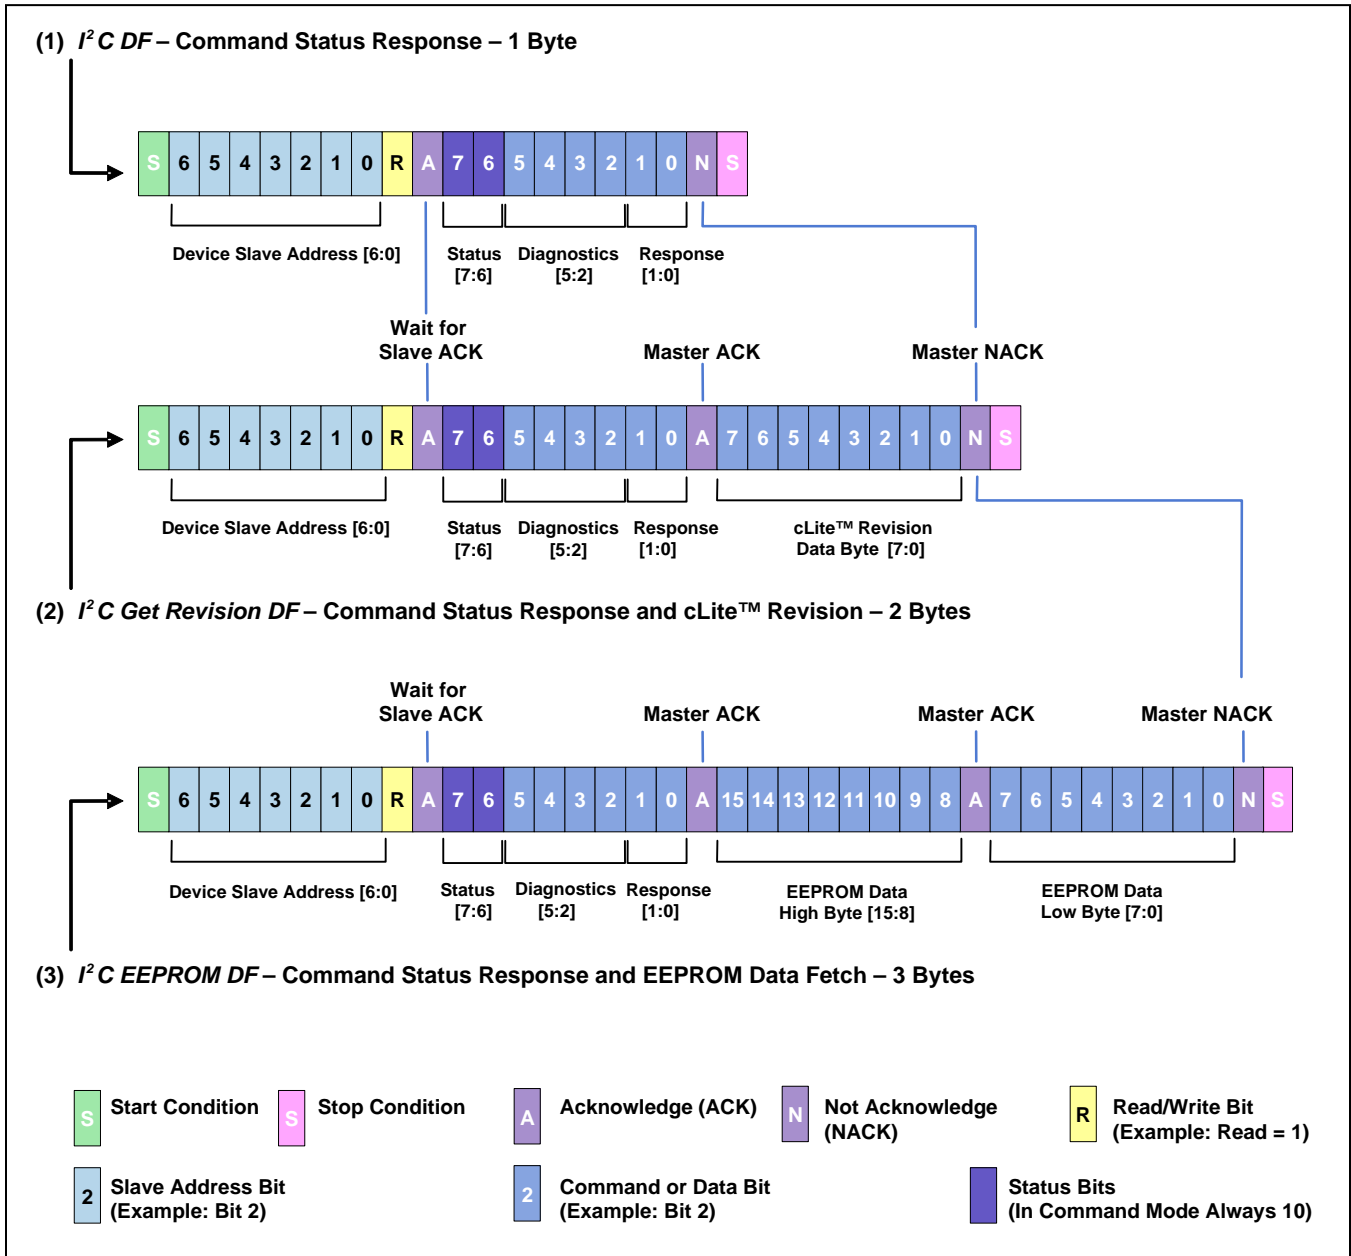 (1) I² C DF – Command Status Response – 1 Byte
S 6 5 4 3 2 1 0 R A 7 6 5 4 3 2 1 0 N S
Device Slave Address [6:0] Status Diagnostics Response
[7:6] [5:2] [1:0]
Wait for
Slave ACK Master ACK Master NACK
S 6 5 4 3 2 1 0 R A 7 6 5 4 3 2 1 0 A 7 6 5 4 3 2 1 0 N S
Device Slave Address [6:0] Status Diagnostics Response cLite™ Revision
[7:6] [5:2] [1:0] Data Byte [7:0]
(2) I² C Get Revision DF – Command Status Response and cLite™ Revision – 2 Bytes
Wait for
Slave ACK Master ACK Master ACK Master NACK
S 6 5 4 3 2 1 0 R A 7 6 5 4 3 2 1 0 A 15 14 13 12 11 10 9 8 A 7 6 5 4 3 2 1 0 N S
Device Slave Address [6:0] Status Diagnostics Response EEPROM Data EEPROM Data
[7:6] [5:2] [1:0] High Byte [15:8] Low Byte [7:0]
(3) I² C EEPROM DF – Command Status Response and EEPROM Data Fetch – 3 Bytes
S Start Condition S Stop Condition A Acknowledge (ACK) N Not Acknowledge R Read/Write Bit
(NACK) (Example: Read = 1)
2 Slave Address Bit 2 Command or Data Bit Status Bits
(Example: Bit 2) (Example: Bit 2) (In Command Mode Always 10)